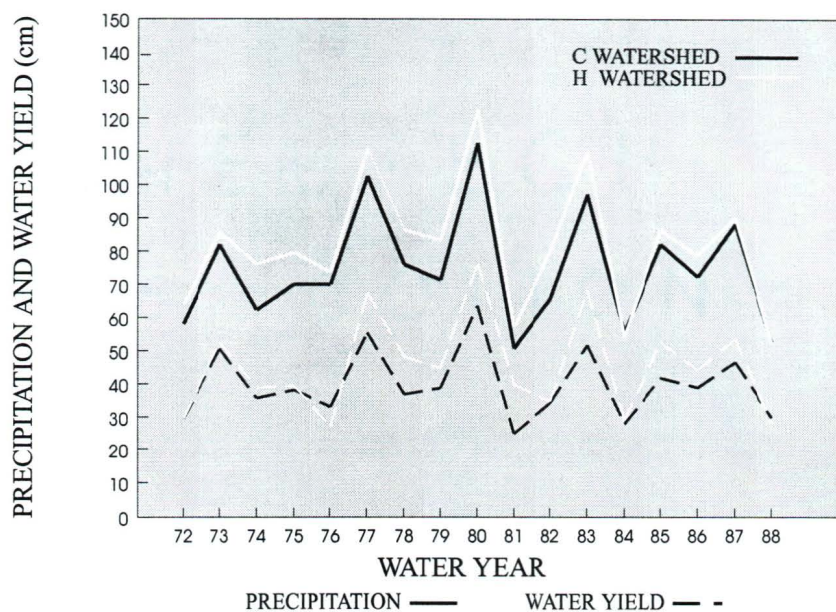 PRECIPITATION AND WATER YIELD (cm)
150
140
130
120
110
100
90
80
70
60
50
40
30
20
10
0
C WATERSHED
H WATERSHED
72 73 74 75 76 77 78 79 80 81 82 83 84 85 86 87 88
WATER YEAR
PRECIPITATION WATER YIELD